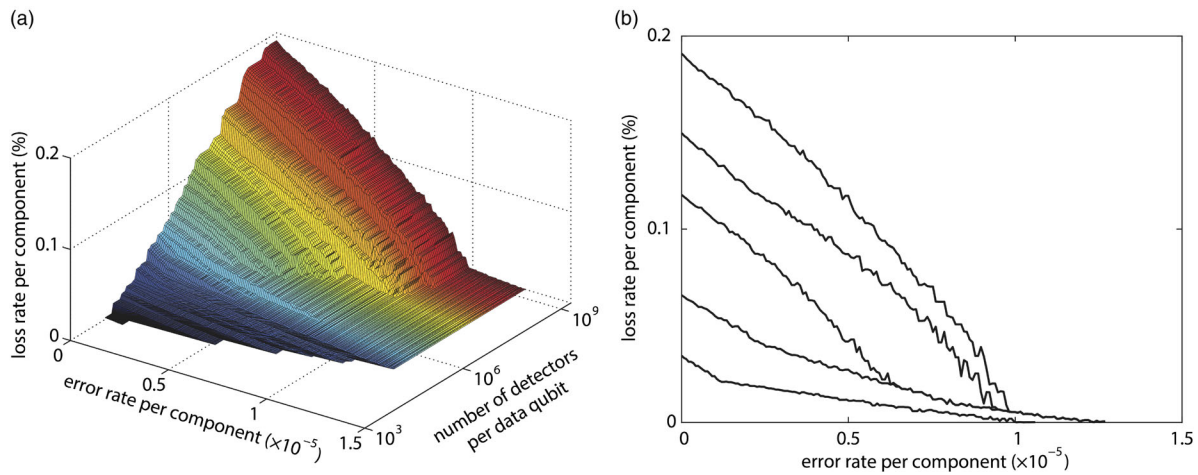 (a)
loss rate per component (%)
0.2
0.1
0
0
0.5
1
1.5
error rate per component (×10⁻⁵)
10³
10⁶
10⁹
number of detectors
per data qubit
(b)
loss rate per component (%)
0.2
0.1
0
0
0.5
1
1.5
error rate per component (×10⁻⁵)